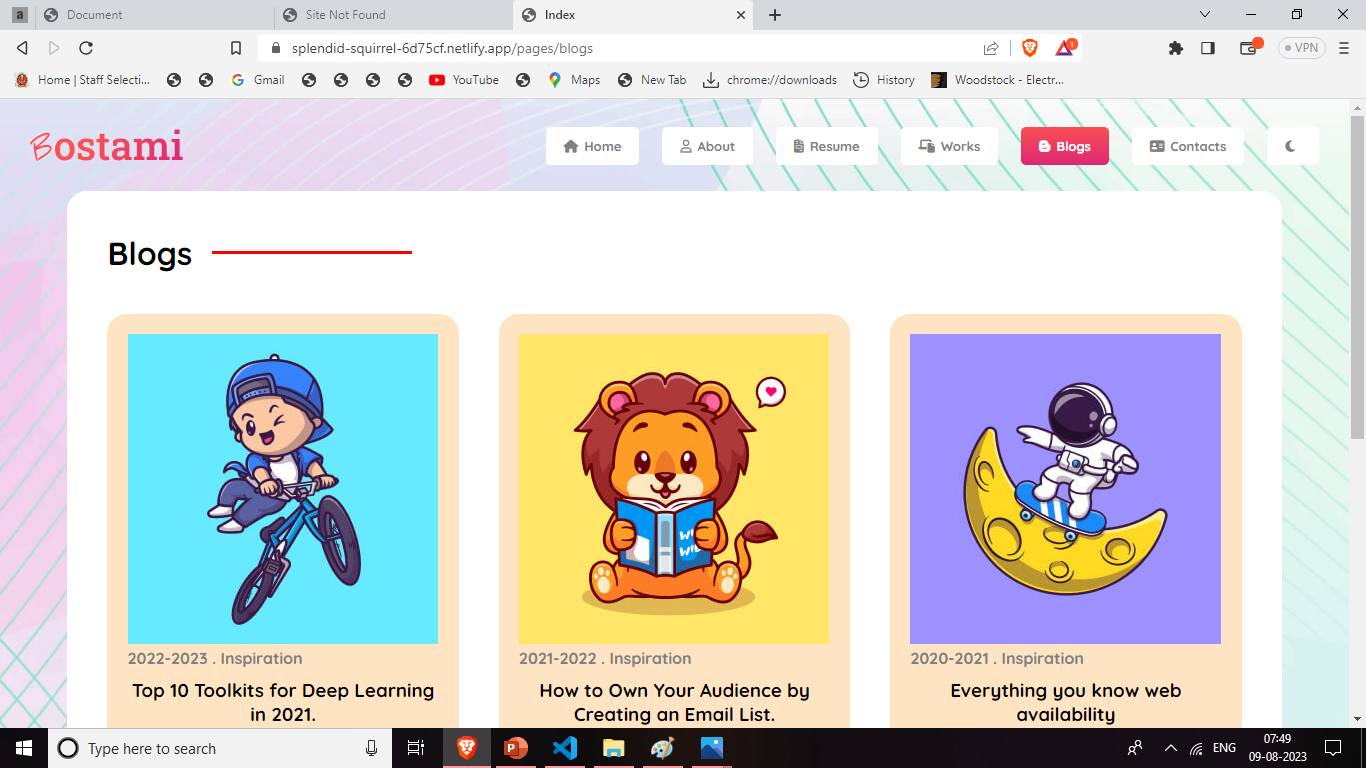 a
Document
Site Not Found
Index
splendid-squirrel-6d75cf.netlify.app/pages/blogs
1
VPN
Home | Staff Selecti...
Gmail
YouTube
Maps
New Tab
chrome://downloads
History
Woodstock - Electr...
Bostami
Home
About
Resume
Works
Blogs
Contacts
Blogs
2022-2023 . Inspiration
Top 10 Toolkits for Deep Learning
in 2021.
2021-2022 . Inspiration
How to Own Your Audience by
Creating an Email List.
2020-2021 . Inspiration
Everything you know web
availability
Type here to search
ENG
07:49
09-08-2023